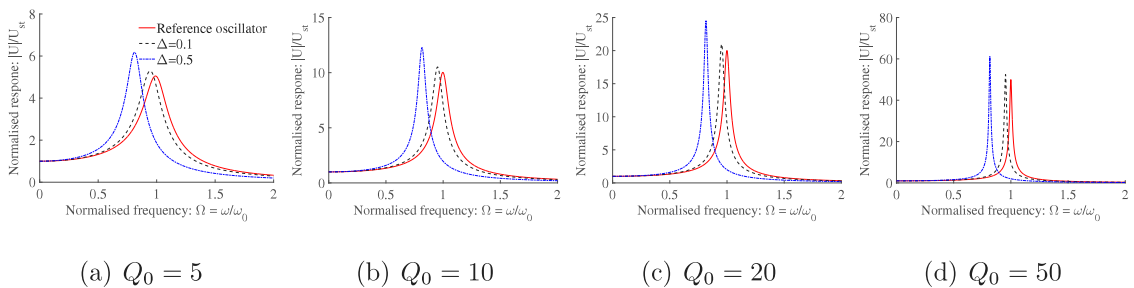 Normalised respone: |U|/U_st
8
6
4
2
0
0 0.5 1 1.5 2
Normalised frequency: Ω = ω/ω_0
Reference oscillator
Δ=0.1
Δ=0.5
(a) Q_0 = 5
Normalised respone: |U|/U_st
15
10
5
0
0 0.5 1 1.5 2
Normalised frequency: Ω = ω/ω_0
(b) Q_0 = 10
Normalised respone: |U|/U_st
25
20
15
10
5
0
0 0.5 1 1.5 2
Normalised frequency: Ω = ω/ω_0
(c) Q_0 = 20
Normalised respone: |U|/U_st
80
60
40
20
0
0 0.5 1 1.5 2
Normalised frequency: Ω = ω/ω_0
(d) Q_0 = 50